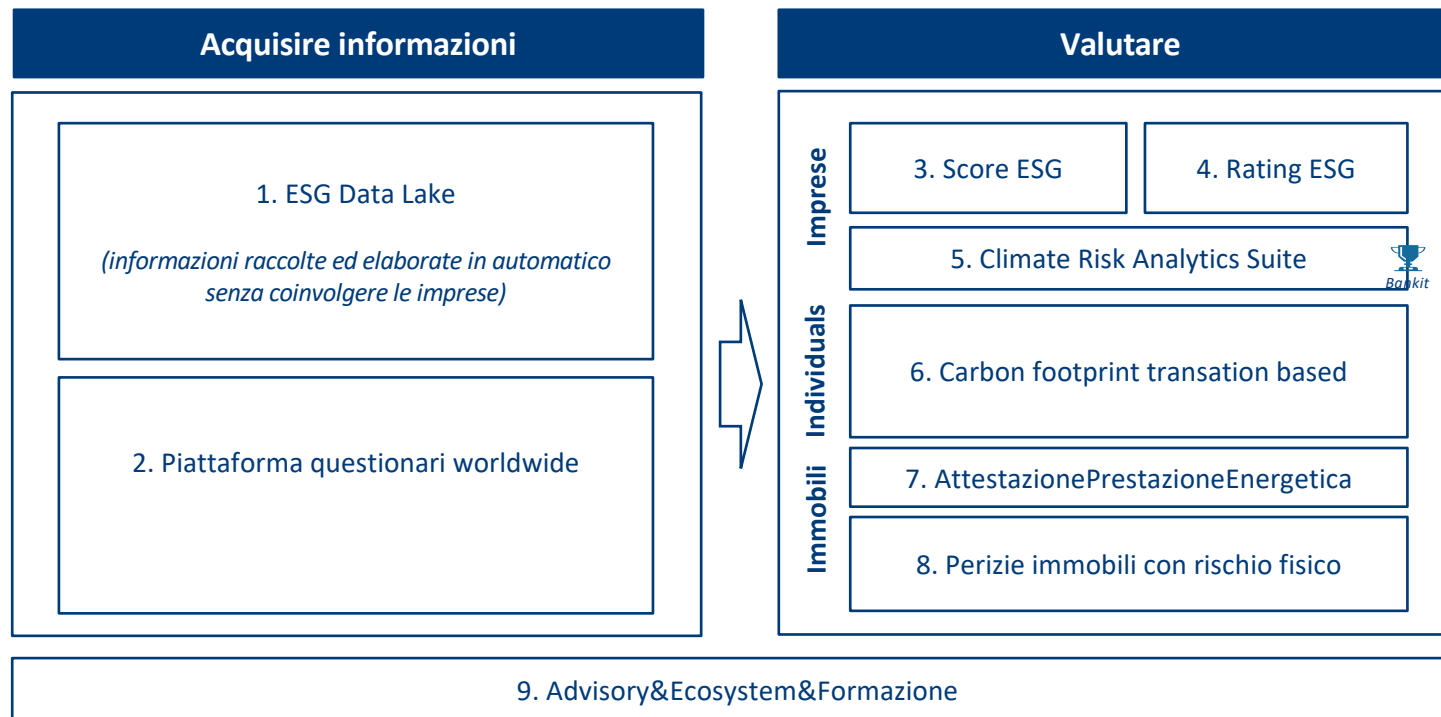 Acquisire informazioni
1. ESG Data Lake
(informazioni raccolte ed elaborate in automatico
senza coinvolgere le imprese)
2. Piattaforma questionari worldwide
Valutare
Imprese
3. Score ESG
4. Rating ESG
5. Climate Risk Analytics Suite
Bankit
Individuals
6. Carbon footprint transation based
Immobili
7. AttestazionePrestazioneEnergetica
8. Perizie immobili con rischio fisico
9. Advisory&Ecosystem&Formazione